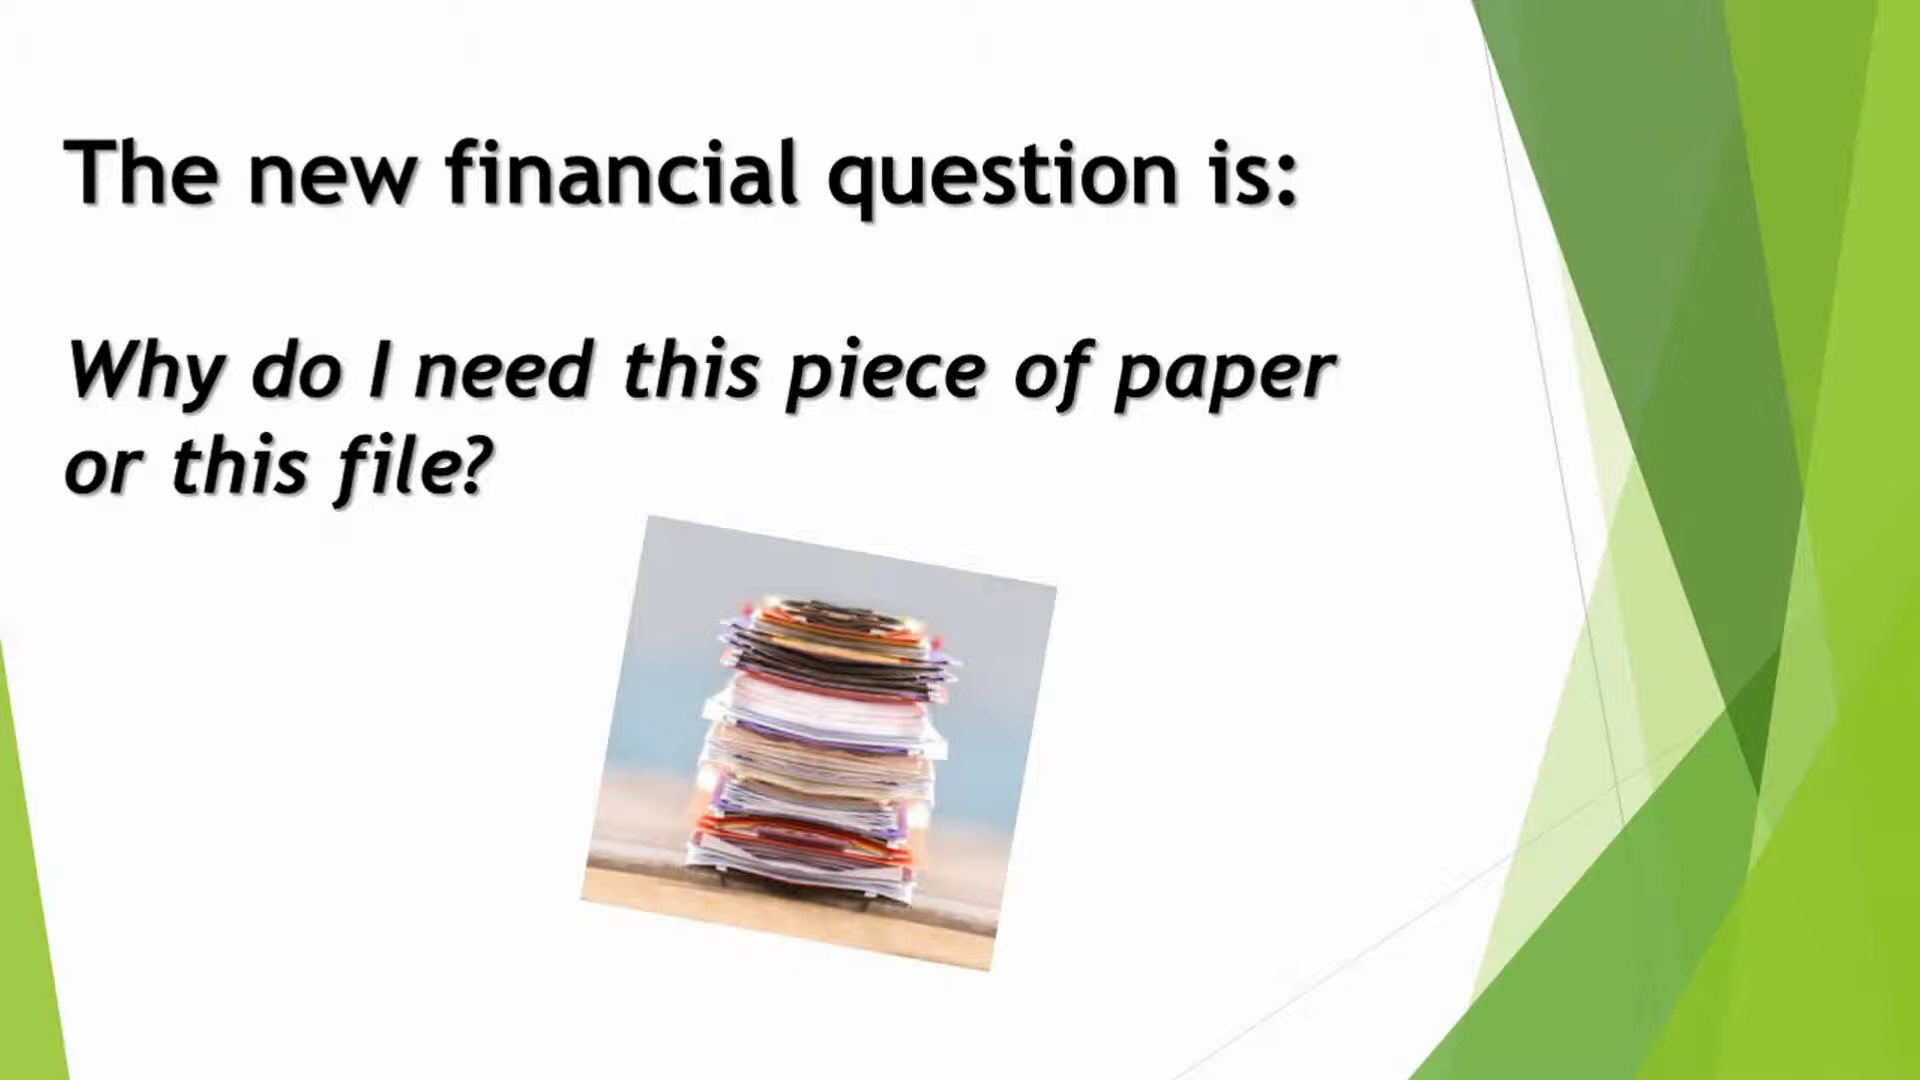 The new financial question is:
Why do I need this piece of paper
or this file?